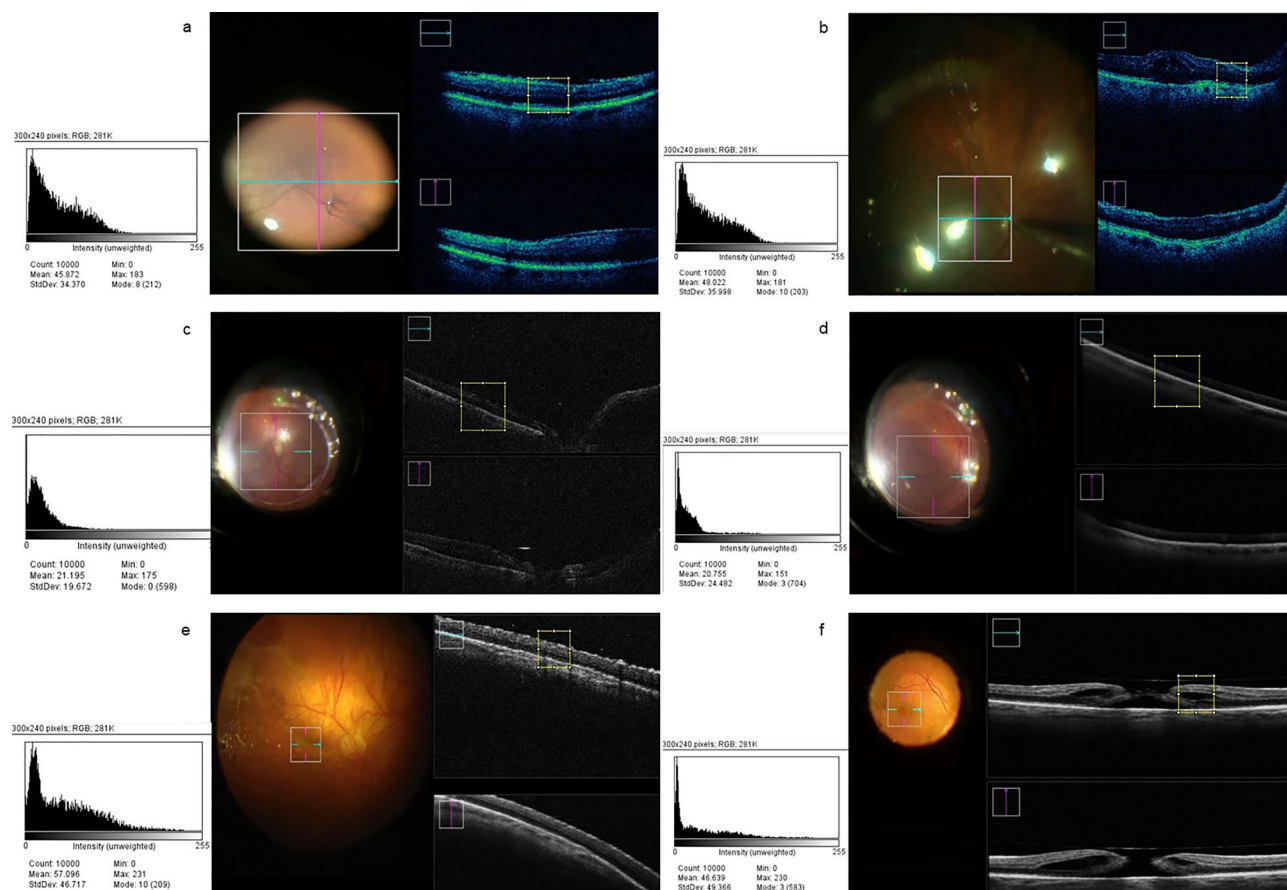 a
300x240 pixels; RGB; 281K
0 255
Intensity (unweighted)
Count: 10000 Min: 0
Mean: 45.872 Max: 183
StdDev: 34.370 Mode: 8 (212)
b
300x240 pixels; RGB; 281K
0 255
Intensity (unweighted)
Count: 10000 Min: 0
Mean: 48.022 Max: 181
StdDev: 35.998 Mode: 10 (203)
c
300x240 pixels; RGB; 281K
0
Intensity (unweighted)
Count: 10000 Min: 0
Mean: 21.195 Max: 175
StdDev: 19.672 Mode: 0 (598)
d
300x240 pixels; RGB; 281K
0 255
Intensity (unweighted)
Count: 10000 Min: 0
Mean: 20.755 Max: 151
StdDev: 24.482 Mode: 3 (704)
e
300x240 pixels; RGB; 281K
0 255
Intensity (unweighted)
Count: 10000 Min: 0
Mean: 57.096 Max: 231
StdDev: 46.717 Mode: 10 (209)
f
300x240 pixels; RGB; 281K
0 255
Intensity (unweighted)
Count: 10000 Min: 0
Mean: 46.639 Max: 230
StdDev: 49.366 Mode: 3 (583)